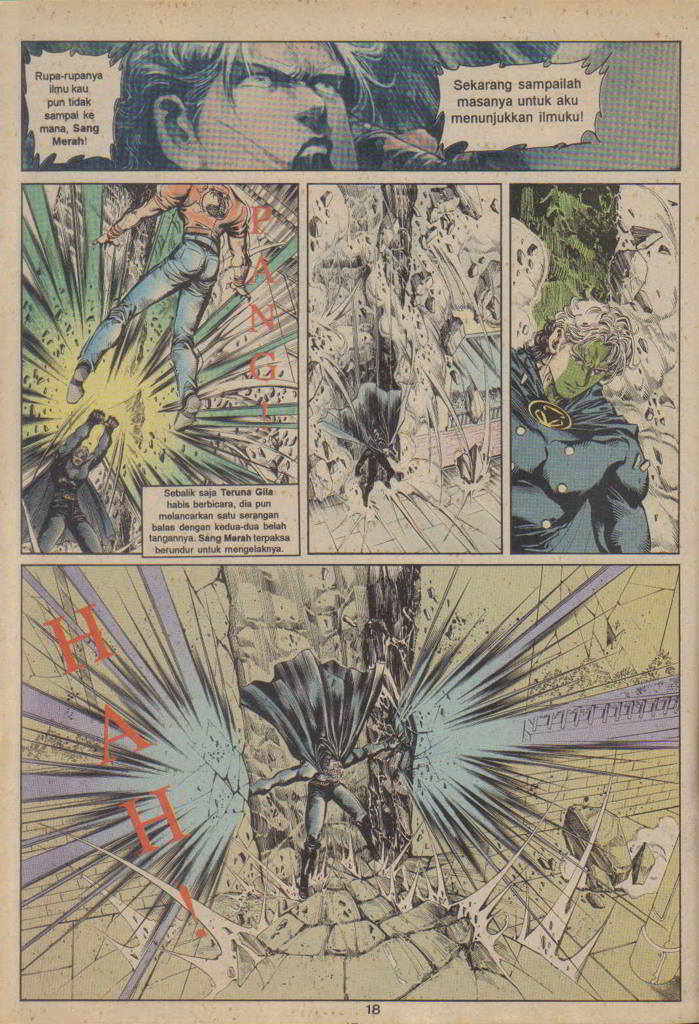 Rupa-rupanya
ilmu kau
pun tidak
sampai ke
mana, Sang
Merah!
Sekarang sampailah
masanya untuk aku
menunjukkan ilmuku!
PANG!
Sebalik saja Teruna Gila
habis berbicara, dia pun
melancarkan satu serangan
balas dengan kedua-dua belah
tangannya. Sang Merah terpaksa
berundur untuk mengelaknya.
HAH!
18